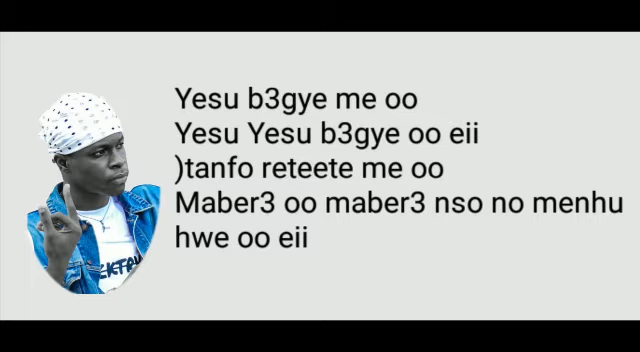 Yesu b3gye me oo
Yesu Yesu b3gye oo eii
)tanfo reteete me oo
Maber3 oo maber3 nso no menhu
hwe oo eii